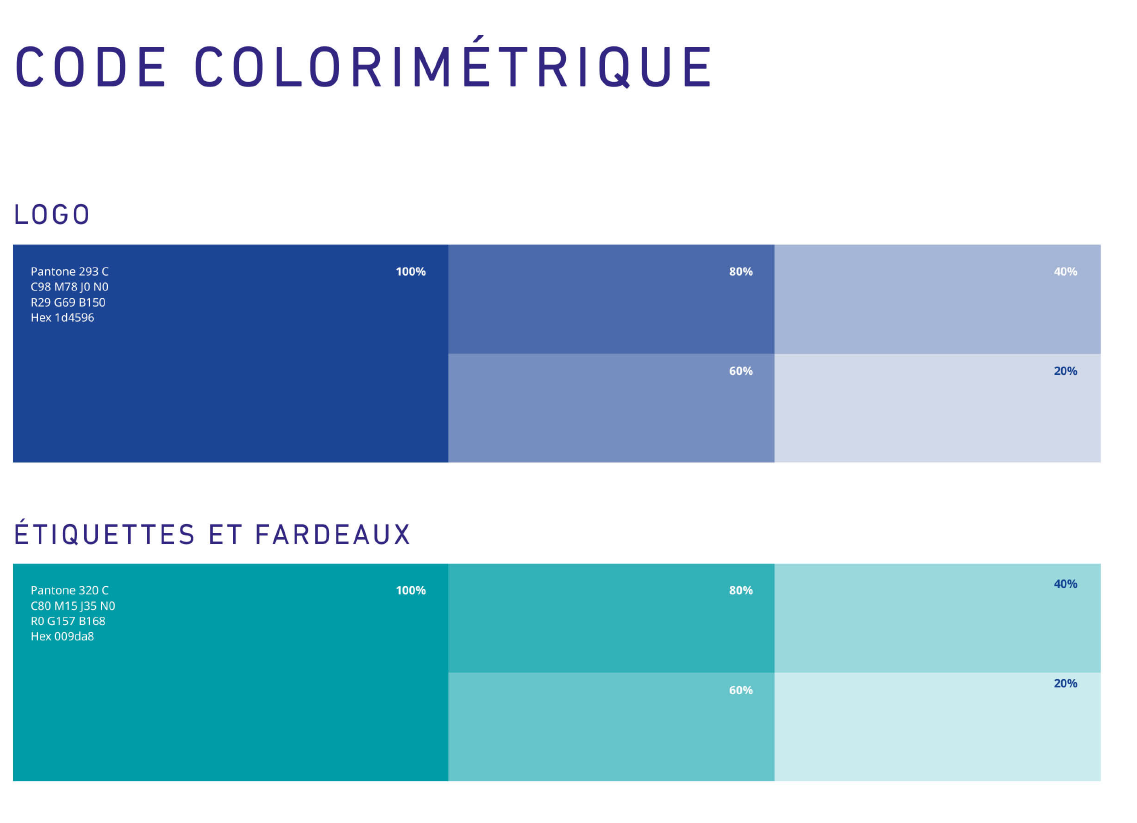 CODE COLORIMÉTRIQUE
LOGO
Pantone 293 C
C98 M78 J0 N0
R29 G69 B150
Hex 1d4596
100%
80%
40%
60%
20%
ÉTIQUETTES ET FARDEAUX
Pantone 320 C
C80 M15 J35 N0
R0 G157 B168
Hex 009da8
100%
80%
40%
60%
20%